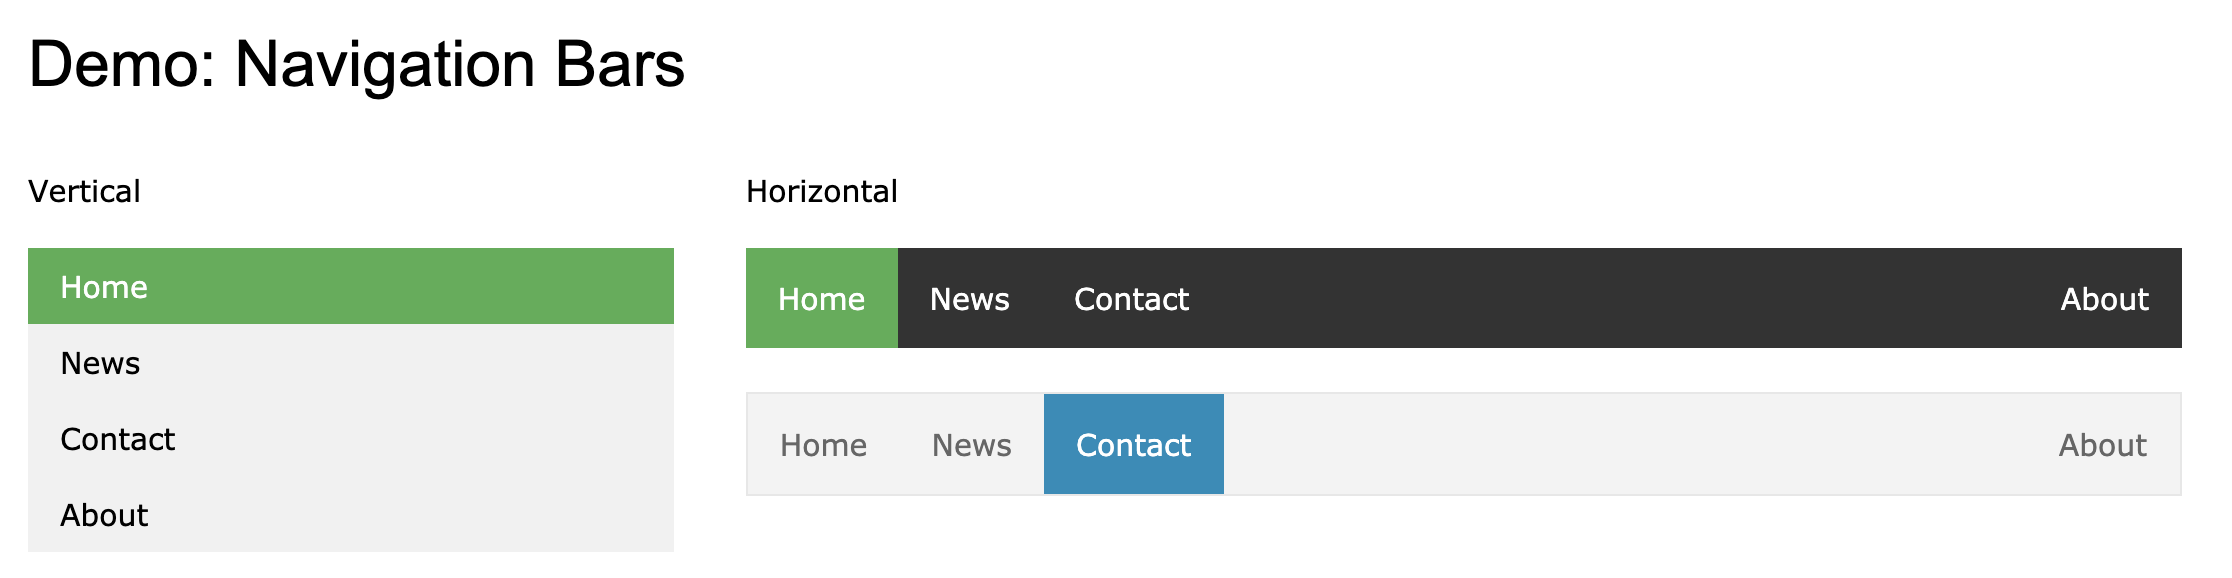 Demo: Navigation Bars
Vertical
Home
News
Contact
About
Horizontal
Home News Contact About
Home News Contact About